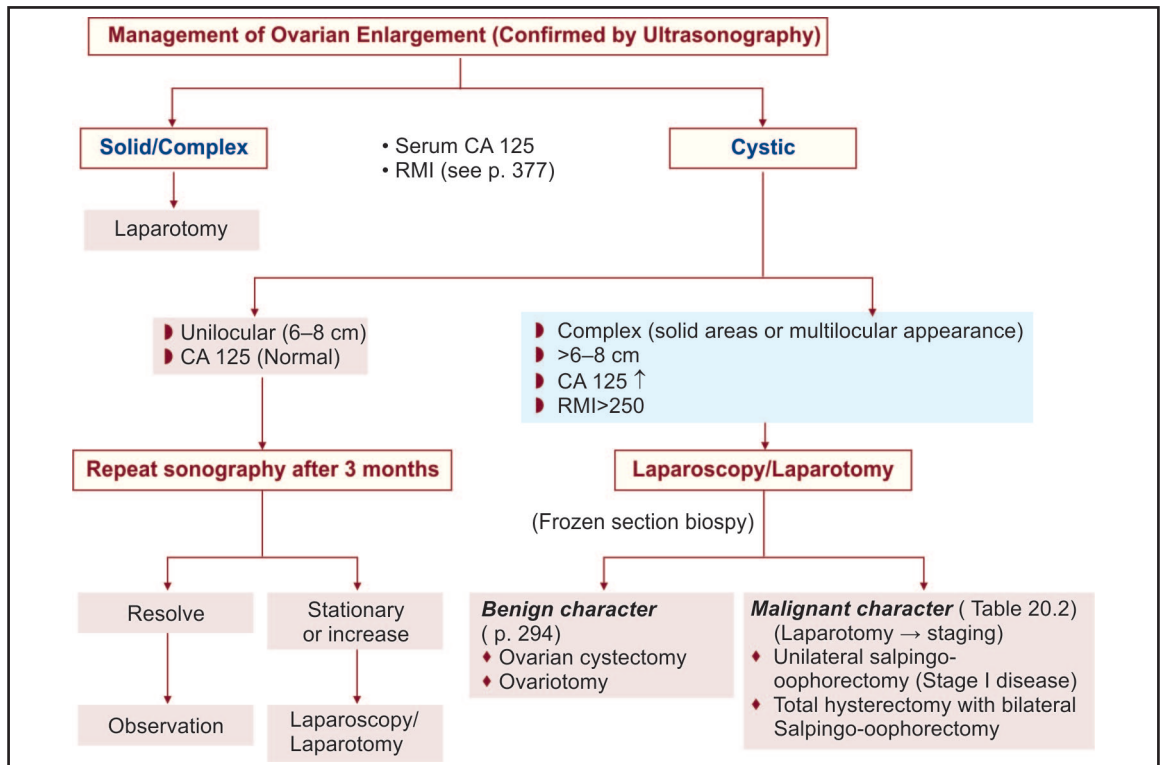 Management of Ovarian Enlargement (Confirmed by Ultrasonography)
Solid/Complex
• Serum CA 125
• RMI (see p. 377)
Cystic
Laparotomy
Unilocular (6–8 cm)
CA 125 (Normal)
Complex (solid areas or multilocular appearance)
>6–8 cm
CA 125 ↑
RMI>250
Repeat sonography after 3 months
Laparoscopy/Laparotomy
(Frozen section biospy)
Resolve
Stationary
or increase
Observation
Laparoscopy/
Laparotomy
Benign character
( p. 294)
♦ Ovarian cystectomy
♦ Ovariotomy
Malignant character ( Table 20.2)
(Laparotomy → staging)
♦ Unilateral salpingo-
oophorectomy (Stage I disease)
♦ Total hysterectomy with bilateral
Salpingo-oophorectomy